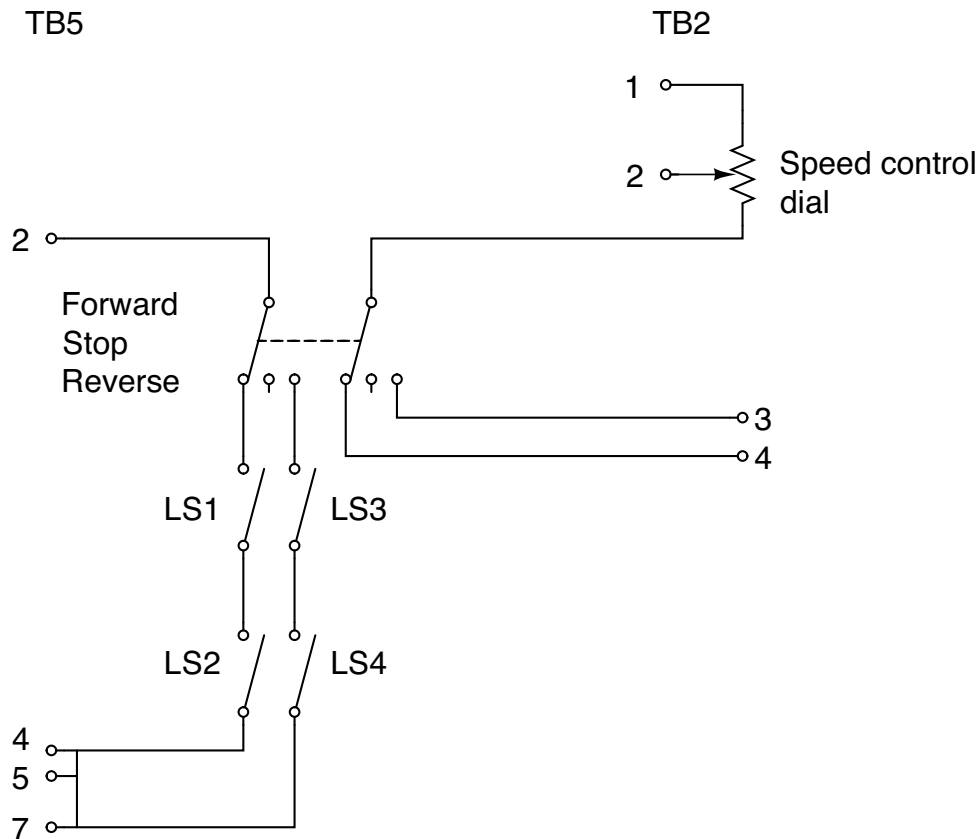 TB5
TB2
1
2
Speed control
dial
2
Forward
Stop
Reverse
3
4
LS1
LS3
LS2
LS4
4
5
7